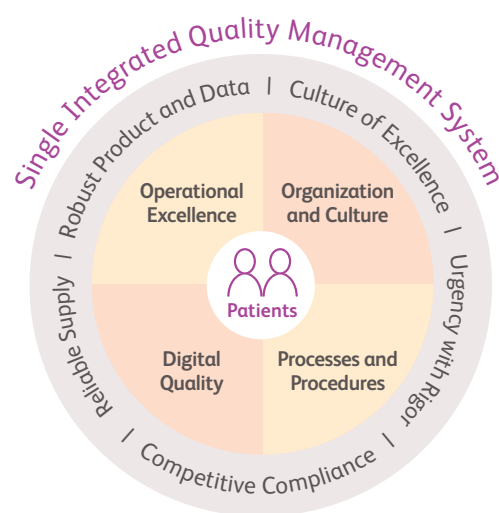 Single Integrated Quality Management System
Reliable Supply | Robust Product and Data | Culture of Excellence | Urgency with Rigor | Competitive Compliance |
Operational
Excellence
Organization
and Culture
Patients
Digital
Quality
Processes and
Procedures